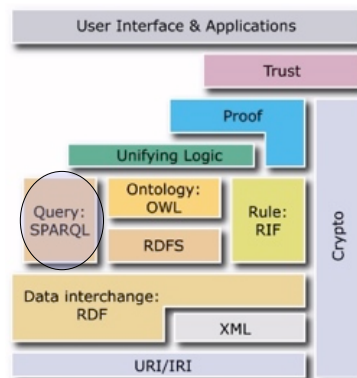 User Interface & Applications
Trust
Proof
Unifying Logic
Query:
SPARQL
Ontology:
OWL
RDFS
Rule:
RIF
Crypto
Data interchange:
RDF
XML
URI/IRI